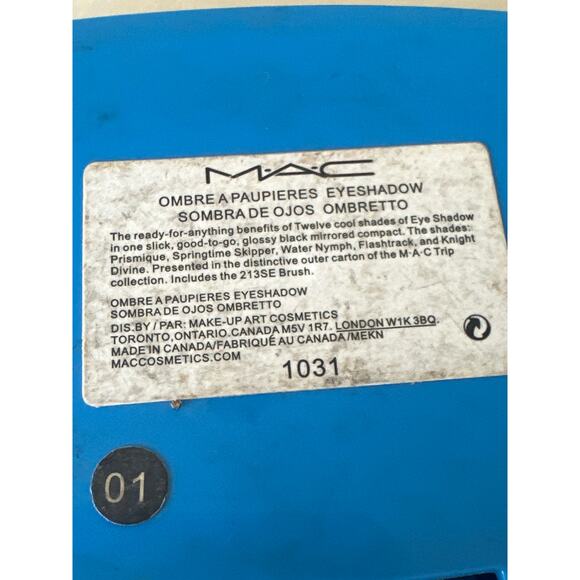 M·A·C
OMBRE A PAUPIERES EYESHADOW
SOMBRA DE OJOS OMBRETTO
The ready-for-anything benefits of Twelve cool shades of Eye Shadow
in one slick, good-to-go, glossy black mirrored compact. The shades:
Prismique, Springtime Skipper, Water Nymph, Flashtrack, and Knight
Divine. Presented in the distinctive outer carton of the M·A·C Trip
collection. Includes the 213SE Brush.
OMBRE A PAUPIERES EYESHADOW
SOMBRA DE OJOS OMBRETTO
DIS.BY / PAR: MAKE-UP ART COSMETICS
TORONTO, ONTARIO.CANADA M5V 1R7. LONDON W1K 3BQ.
MADE IN CANADA/FABRIQUÉ AU CANADA/MEKN
MACCOSMETICS.COM
1031
01